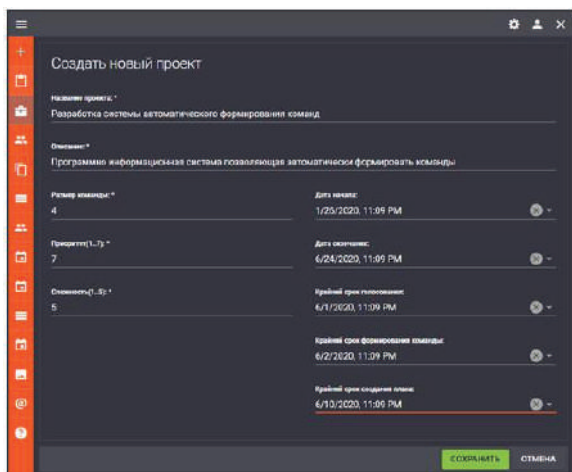 Создать новый проект
Название проекта: *
Разработка системы автоматического формирования команд
Описание: *
Программно информационная система позволяющая автоматически формировать команды
Размер команды: *
4
Приоритет(1..7): *
7
Сложность(1..5): *
5
Дата начала:
1/25/2020, 11:09 PM
Дата окончания:
6/24/2020, 11:09 PM
Крайний срок голосования:
6/1/2020, 11:09 PM
Крайний срок формирования команды:
6/2/2020, 11:09 PM
Крайний срок создания плана:
6/10/2020, 11:09 PM
СОХРАНИТЬ
ОТМЕНА